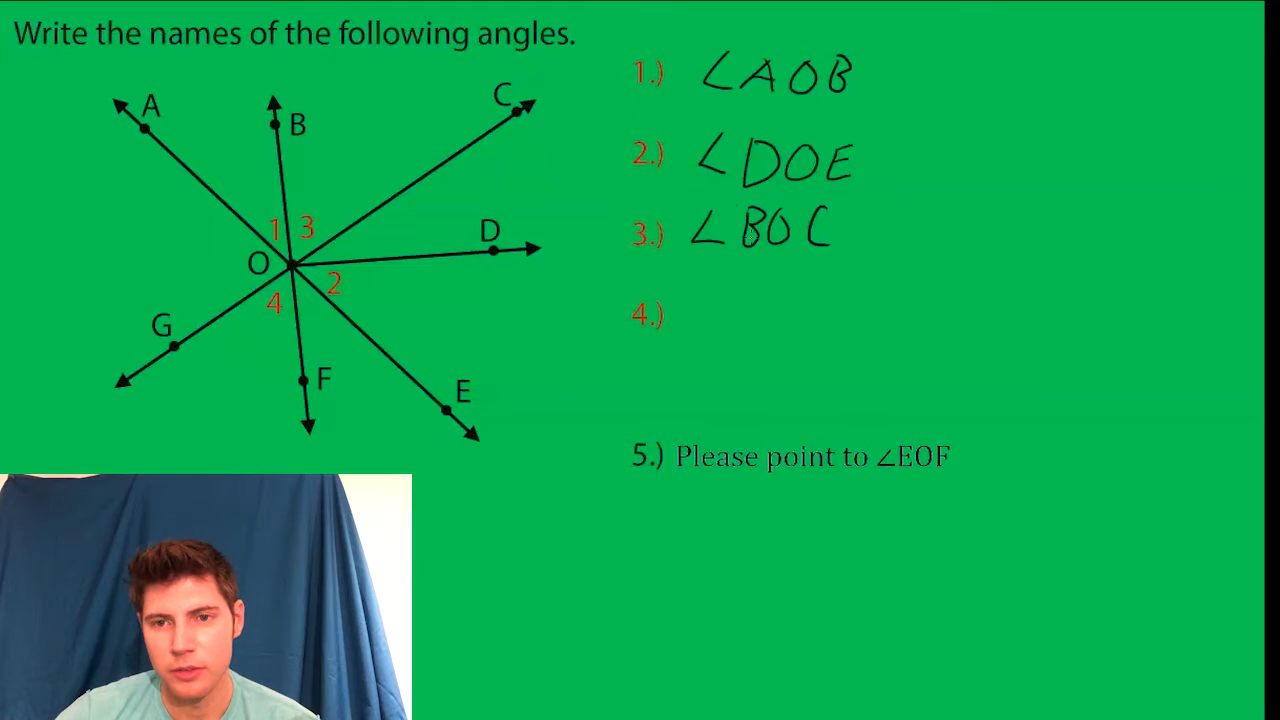 Write the names of the following angles.
A
B
C
1
3
D
O
2
4
G
F
E
1.) ∠AOB
2.) ∠DOE
3.) ∠BOC
4.)
5.) Please point to ∠EOF